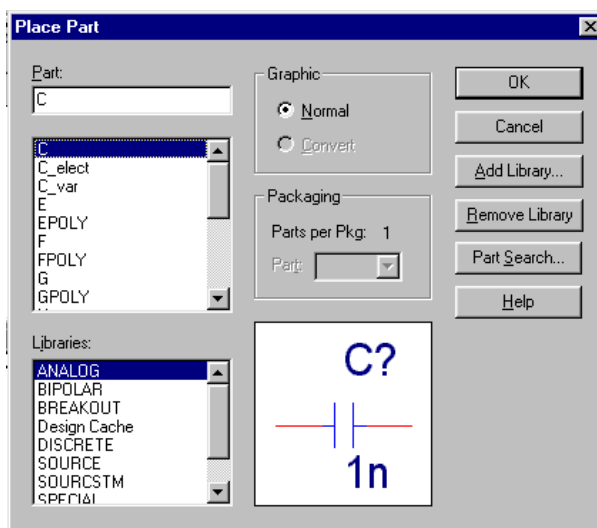 Place Part
Part:
C
C
C_elect
C_var
E
EPOLY
F
FPOLY
G
GPOLY
Libraries:
ANALOG
BIPOLAR
BREAKOUT
Design Cache
DISCRETE
SOURCE
SOURCSTM
SPECIAL
Graphic
Normal
Convert
Packaging
Parts per Pkg: 1
Part:
C?
1n
OK
Cancel
Add Library...
Remove Library
Part Search...
Help